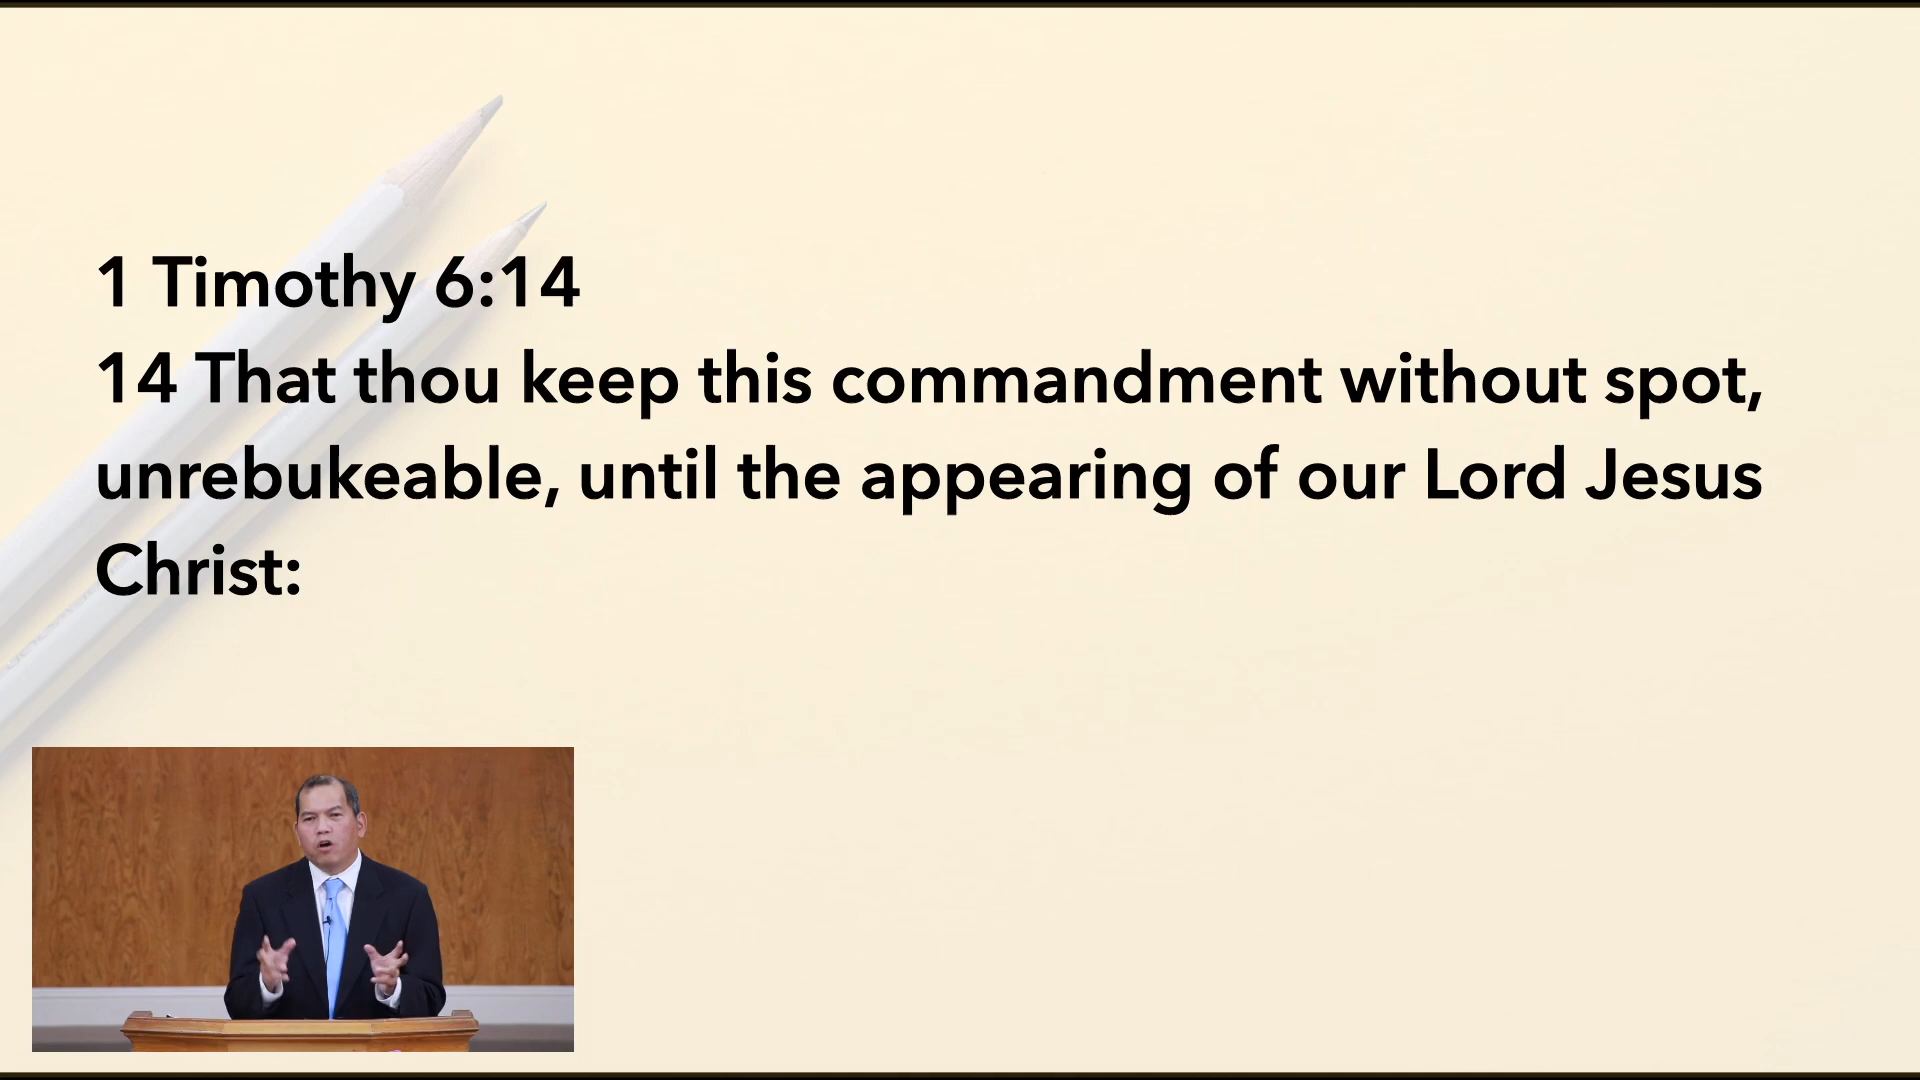 1 Timothy 6:14
14 That thou keep this commandment without spot,
unrebukeable, until the appearing of our Lord Jesus
Christ: